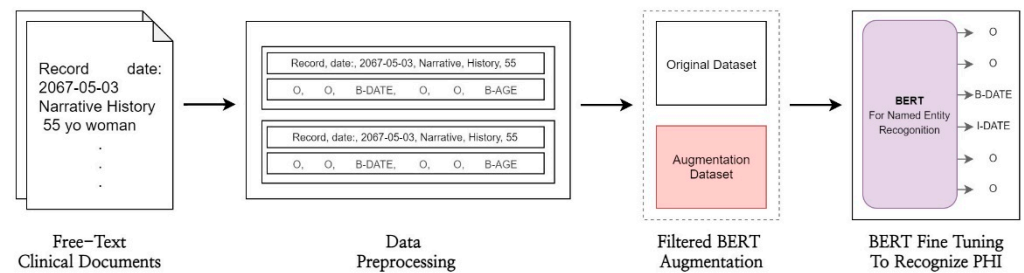 Record date:
2067-05-03
Narrative History
55 yo woman
.
.
.
Free-Text
Clinical Documents
Record, date:, 2067-05-03, Narrative, History, 55
O, O, B-DATE, O, O, B-AGE
Record, date:, 2067-05-03, Narrative, History, 55
O, O, B-DATE, O, O, B-AGE
Data
Preprocessing
Original Dataset
Augmentation
Dataset
Filtered BERT
Augmentation
BERT
For Named Entity
Recogonition
O
O
B-DATE
I-DATE
O
O
BERT Fine Tuning
To Recognize PHI